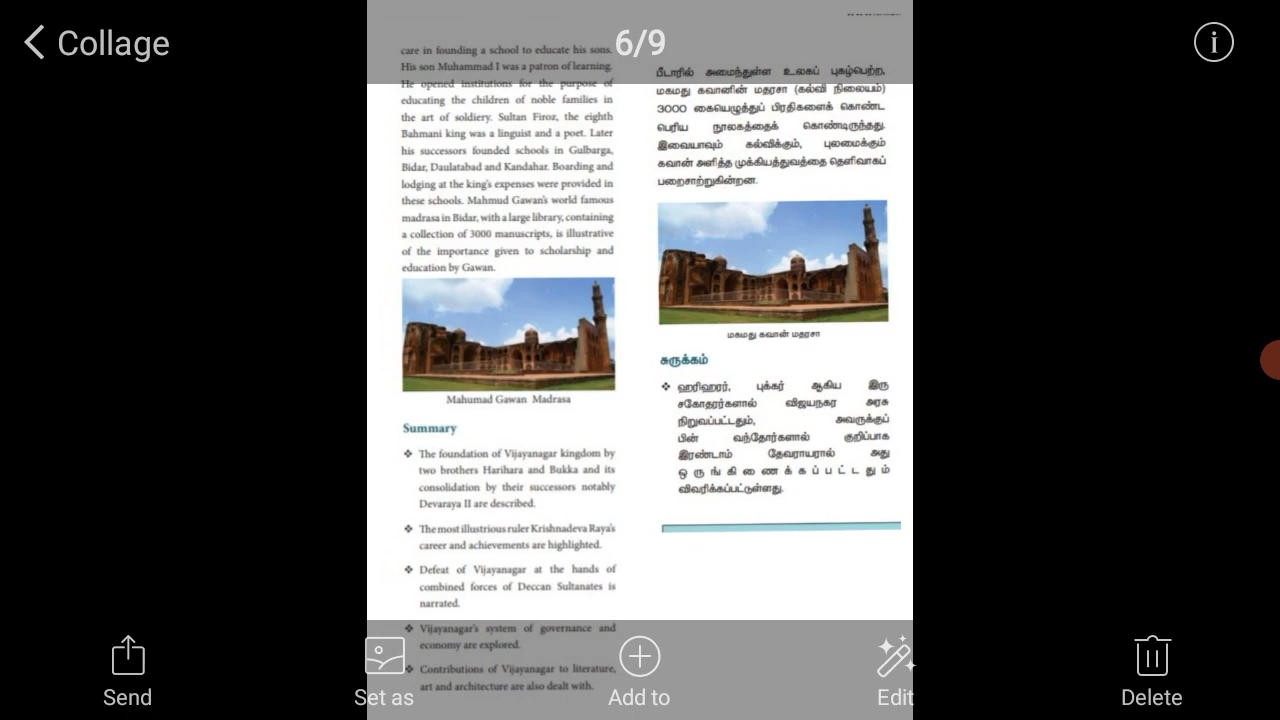 Collage
6/9
care in founding a school to educate his sons.
His son Muhammad I was a patron of learning.
He opened institutions for the purpose of
educating the children of noble families in
the art of soldiery. Sultan Firoz, the eighth
Bahmani king was a linguist and a poet. Later
his successors founded schools in Gulbarga,
Bidar, Daulatabad and Kandahar. Boarding and
lodging at the king's expenses were provided in
these schools. Mahmud Gawan's world famous
madrasa in Bidar, with a large library, containing
a collection of 3000 manuscripts, is illustrative
of the importance given to scholarship and
education by Gawan.
Mahumad Gawan Madrasa
Summary
❖ The foundation of Vijayanagar kingdom by
two brothers Harihara and Bukka and its
consolidation by their successors notably
Devaraya II are described.
❖ The most illustrious ruler Krishnadeva Raya's
career and achievements are highlighted.
❖ Defeat of Vijayanagar at the hands of
combined forces of Deccan Sultanates is
narrated.
❖ Vijayanagar's system of governance and
economy are explored.
❖ Contributions of Vijayanagar to literature,
art and architecture are also dealt with.
பீடாரில் அமைந்துள்ள உலகப் புகழ்பெற்ற,
மகமது கவானின் மதரசா (கல்வி நிலையம்)
3000 கையெழுத்துப் பிரதிகளைக் கொண்ட
பெரிய நூலகத்தைக் கொண்டிருந்தது.
இவையாவும் கல்விக்கும், புலமைக்கும்
கவான் அளித்த முக்கியத்துவத்தை தெளிவாகப்
பறைசாற்றுகின்றன.
மகமது கவான் மதரசா
சுருக்கம்
❖ ஹரிஹரர், புக்கர் ஆகிய இரு
சகோதரர்களால் விஜயநகர அரசு
நிறுவப்பட்டதும், அவருக்குப்
பின் வந்தோர்களால் குறிப்பாக
இரண்டாம் தேவராயரால் அது
ஒருங்கிணைக்கப்பட்டதும்
விவரிக்கப்பட்டுள்ளது.
Send
Set as
Add to
Edit
Delete